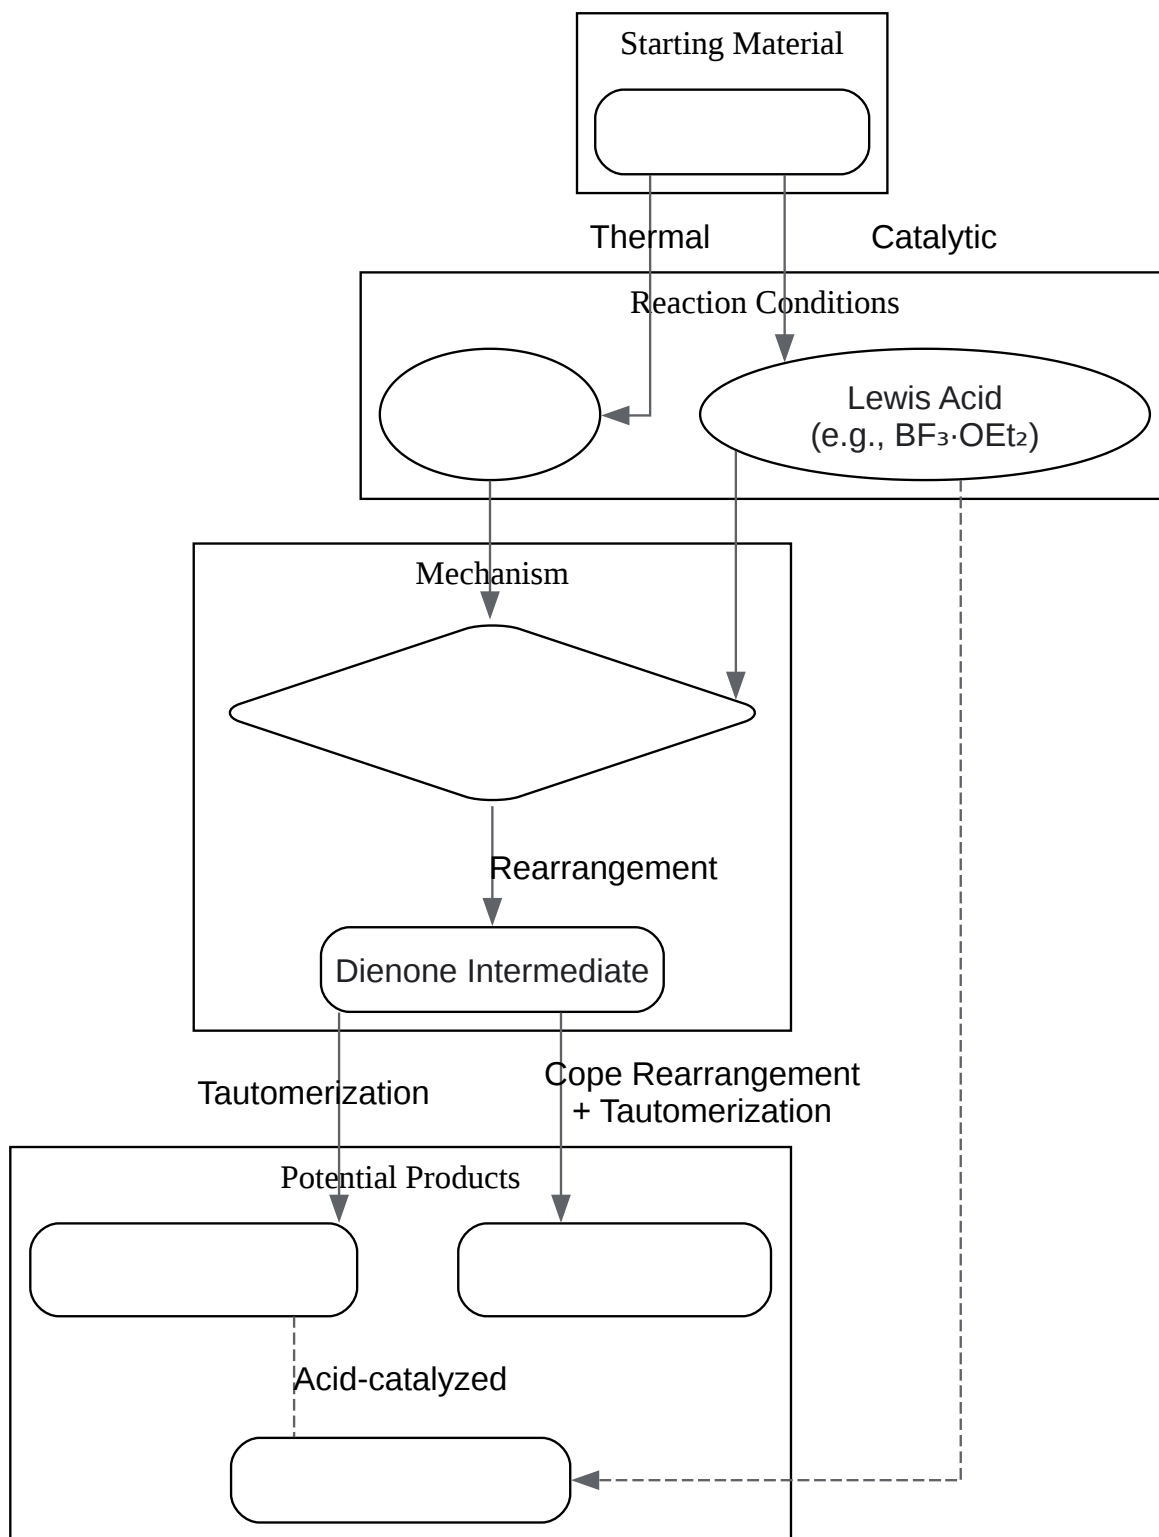 Starting Material
Thermal
Catalytic
Reaction Conditions
Lewis Acid
(e.g., BF₃·OEt₂)
Mechanism
Rearrangement
Dienone Intermediate
Tautomerization
Cope Rearrangement
+ Tautomerization
Potential Products
Acid-catalyzed